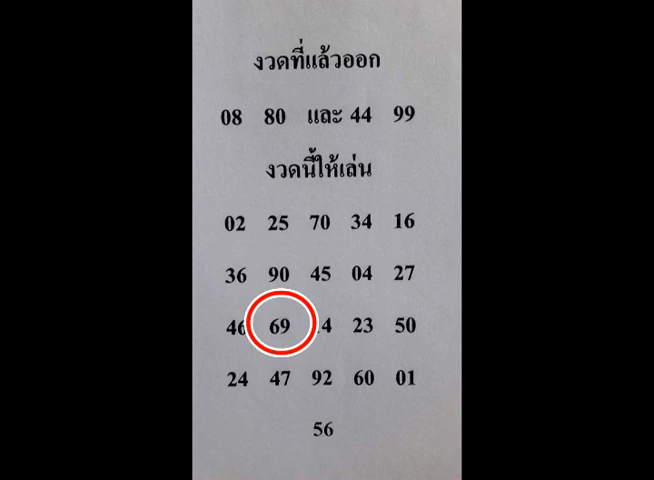 งวดที่แล้วออก
08 80 และ 44 99
งวดนี้ให้เล่น
02 25 70 34 16
36 90 45 04 27
46 69 23 50
24 47 92 60 01
56